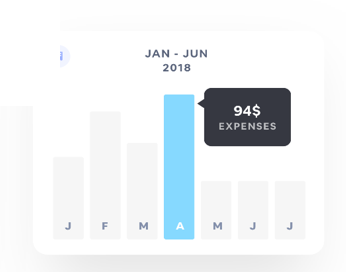 JAN - JUN
2018
94$
EXPENSES
J F M A M J J